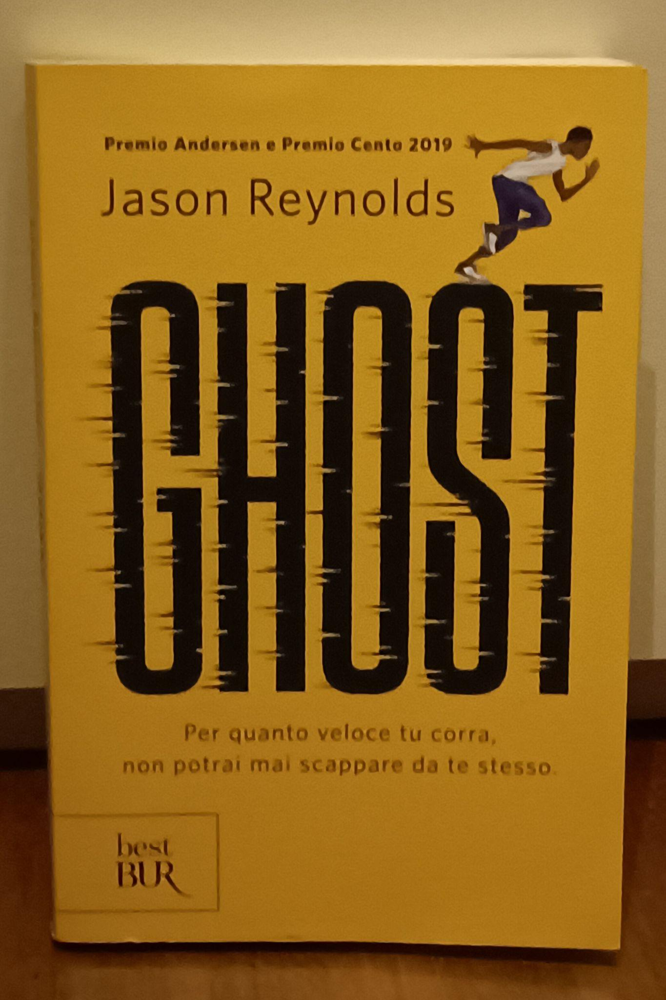 Premio Andersen e Premio Cento 2019
Jason Reynolds
GHOST
Per quanto veloce tu corra,
non potrai mai scappare da te stesso.
best
BUR